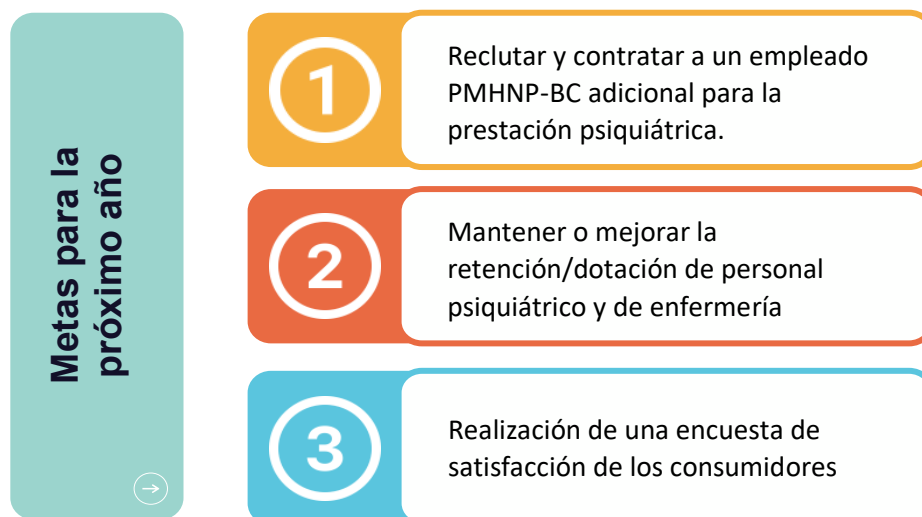 Metas para la
próximo año
1
Reclutar y contratar a un empleado
PMHNP-BC adicional para la
prestación psiquiátrica.
2
Mantener o mejorar la
retención/dotación de personal
psiquiátrico y de enfermería
3
Realización de una encuesta de
satisfacción de los consumidores